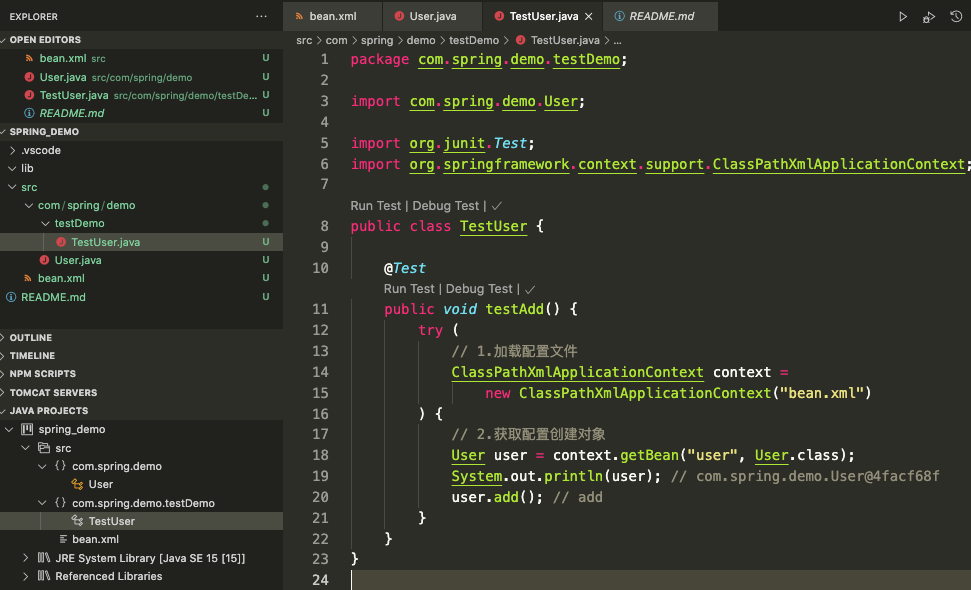 EXPLORER
bean.xml User.java TestUser.java README.md
OPEN EDITORS
bean.xml src U
User.java src/com/spring/demo U
TestUser.java src/com/spring/demo/testDe... U
README.md U
SPRING_DEMO
.vscode
lib
src
com/spring/demo
testDemo
TestUser.java U
User.java U
bean.xml U
README.md U
OUTLINE
TIMELINE
NPM SCRIPTS
TOMCAT SERVERS
JAVA PROJECTS
spring_demo
src
{} com.spring.demo
User
{} com.spring.demo.testDemo
TestUser
bean.xml
JRE System Library [Java SE 15 [15]]
Referenced Libraries
src > com > spring > demo > testDemo > TestUser.java > ...
1 package com.spring.demo.testDemo;
2
3 import com.spring.demo.User;
4
5 import org.junit.Test;
6 import org.springframework.context.support.ClassPathXmlApplicationContext;
7
Run Test | Debug Test | ✓
8 public class TestUser {
9
10 @Test
Run Test | Debug Test | ✓
11 public void testAdd() {
12 try (
13 // 1.加载配置文件
14 ClassPathXmlApplicationContext context =
15 new ClassPathXmlApplicationContext("bean.xml")
16 ) {
17 // 2.获取配置创建对象
18 User user = context.getBean("user", User.class);
19 System.out.println(user); // com.spring.demo.User@4facf68f
20 user.add(); // add
21 }
22 }
23 }
24